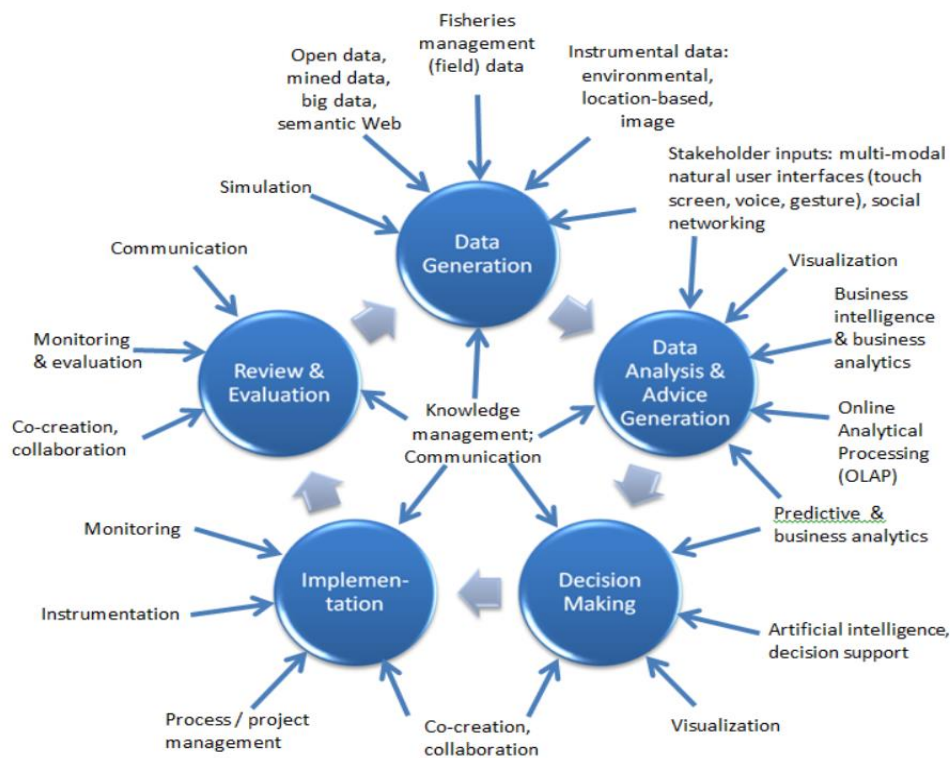 Fisheries
management
(field) data
Open data,
mined data,
big data,
semantic Web
Instrumental data:
environmental,
location-based,
image
Stakeholder inputs: multi-modal
natural user interfaces (touch
screen, voice, gesture), social
networking
Simulation
Data
Generation
Communication
Visualization
Business
intelligence
& business
analytics
Monitoring
& evaluation
Review &
Evaluation
Data
Analysis &
Advice
Generation
Knowledge
management;
Communication
Co-creation,
collaboration
Online
Analytical
Processing
(OLAP)
Predictive &
business analytics
Monitoring
Implemen-
tation
Decision
Making
Instrumentation
Artificial intelligence,
decision support
Process / project
management
Co-creation,
collaboration
Visualization